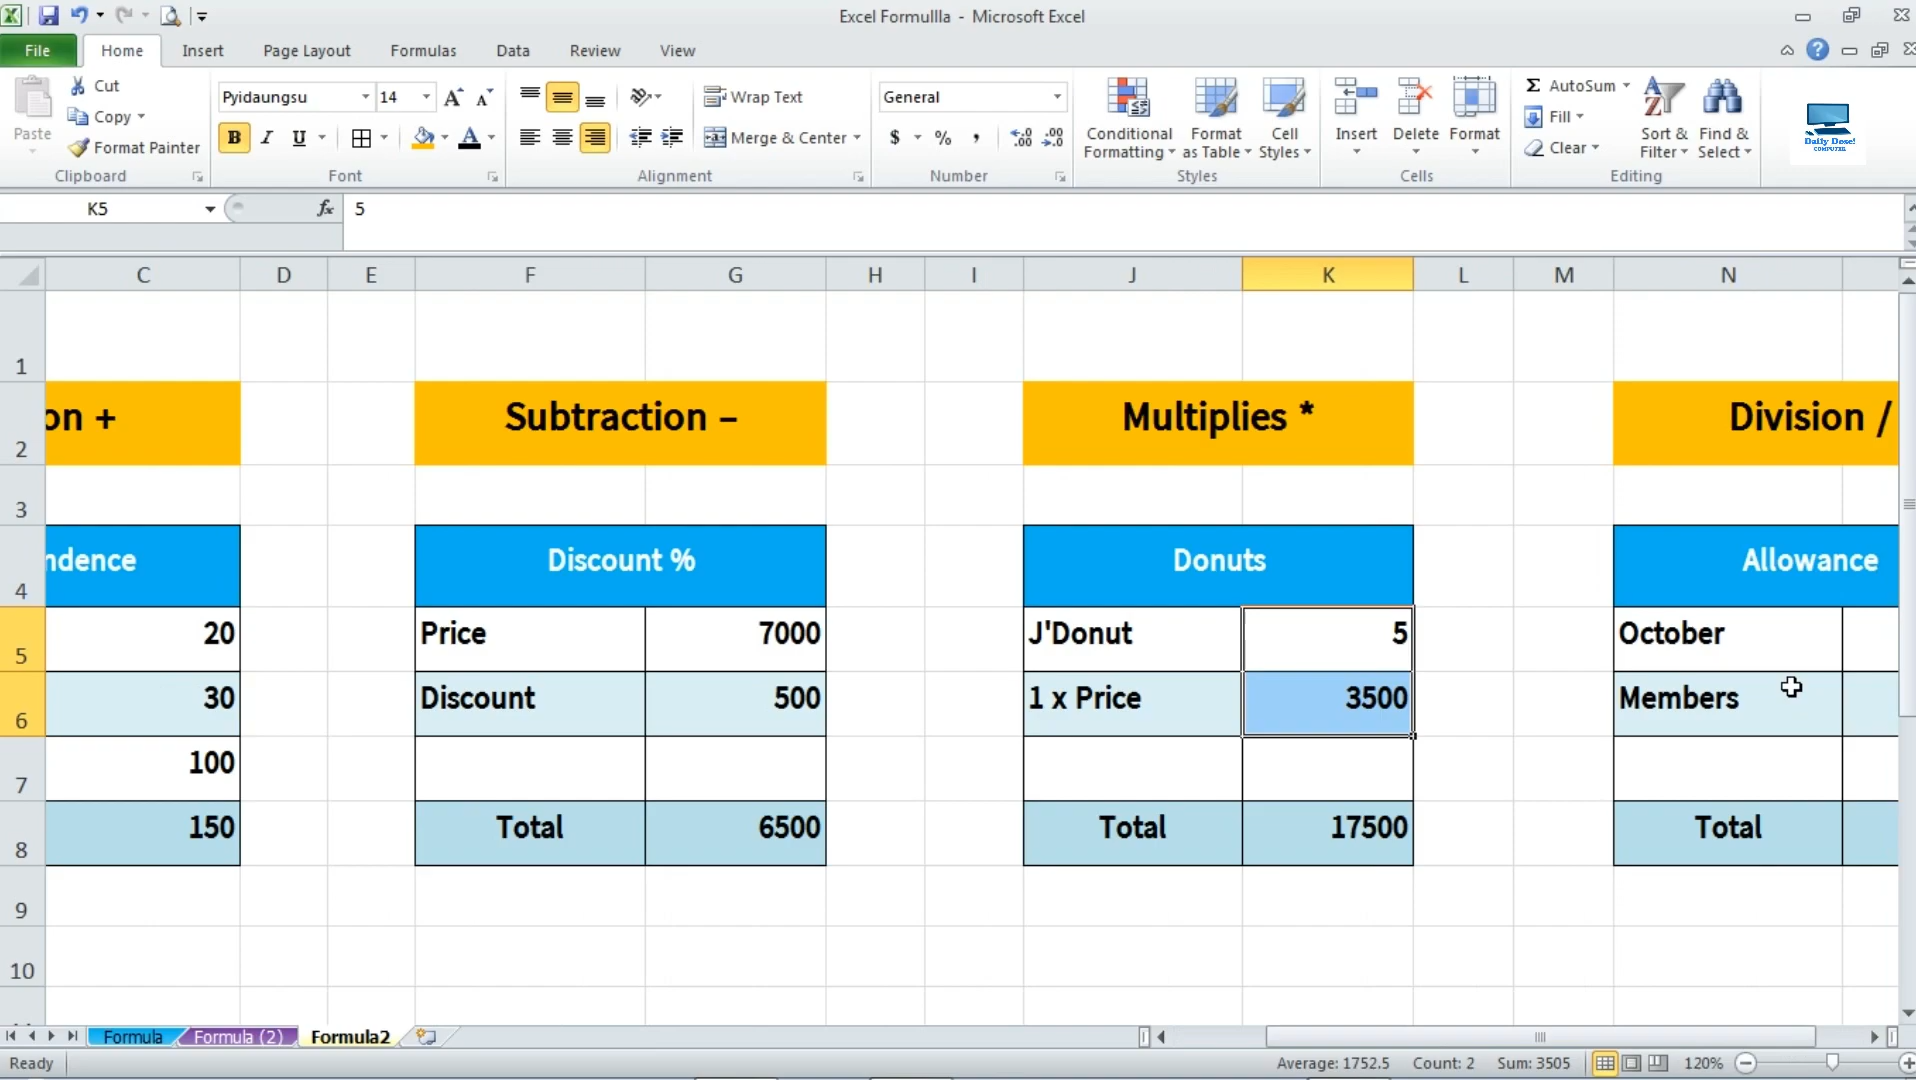 Excel Formullla - Microsoft Excel
File Home Insert Page Layout Formulas Data Review View
Paste
Cut
Copy
Format Painter
Clipboard
Pyidaungsu 14
B I U
Font
Wrap Text
Merge & Center
Alignment
General
$ % ,
Number
Conditional Formatting
Format as Table
Cell Styles
Styles
Insert Delete Format
Cells
Σ AutoSum
Fill
Clear
Sort & Filter
Find & Select
Editing
Daily Dose!
COMPUTER
K5 fx 5
C D E F G H I J K L M N
1
2 on + Subtraction – Multiplies * Division /
3
4 ndence Discount % Donuts Allowance
5 20 Price 7000 J'Donut 5 October
6 30 Discount 500 1 x Price 3500 Members
7 100
8 150 Total 6500 Total 17500 Total
9
10
Formula Formula (2) Formula2
Ready Average: 1752.5 Count: 2 Sum: 3505 120%